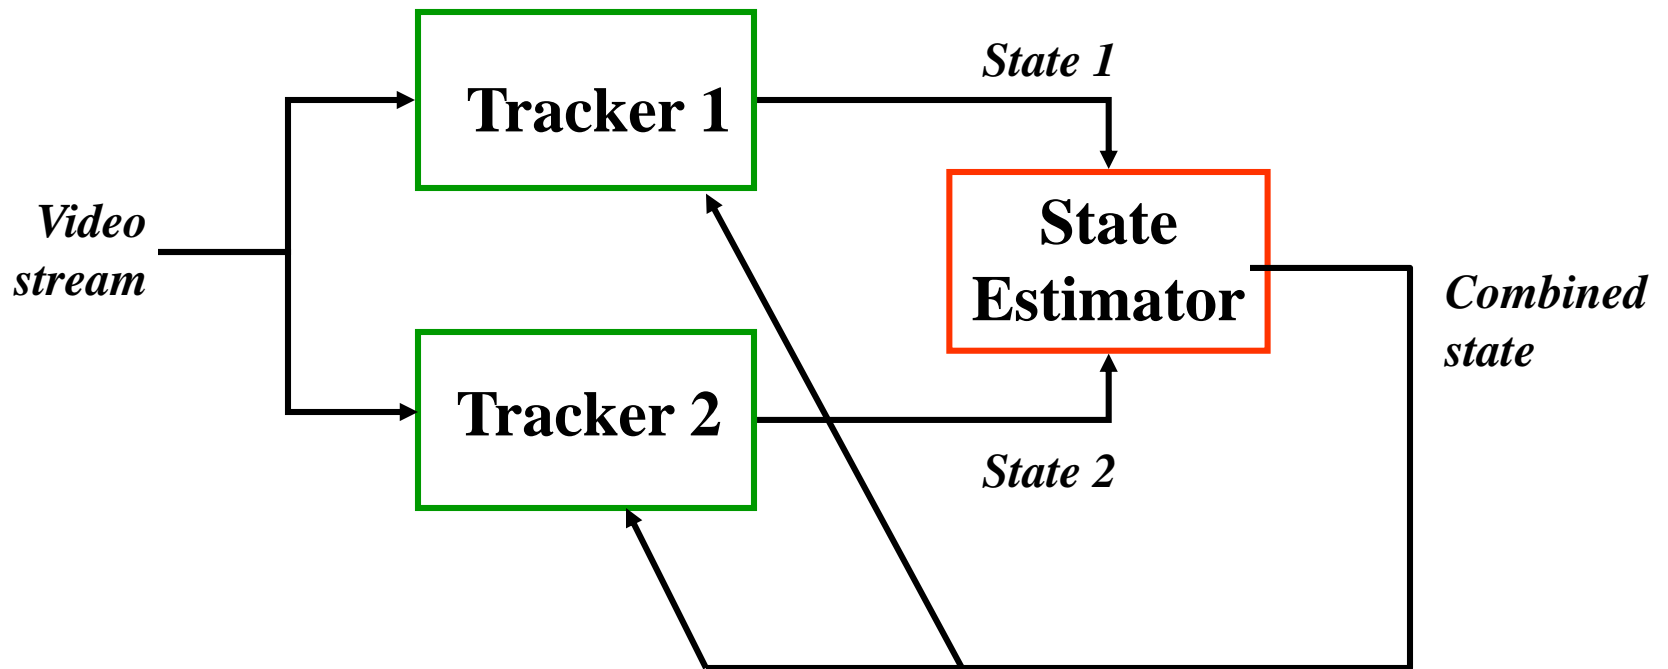 State 1
Tracker 1
Video
stream
State
Estimator
Combined
state
Tracker 2
State 2